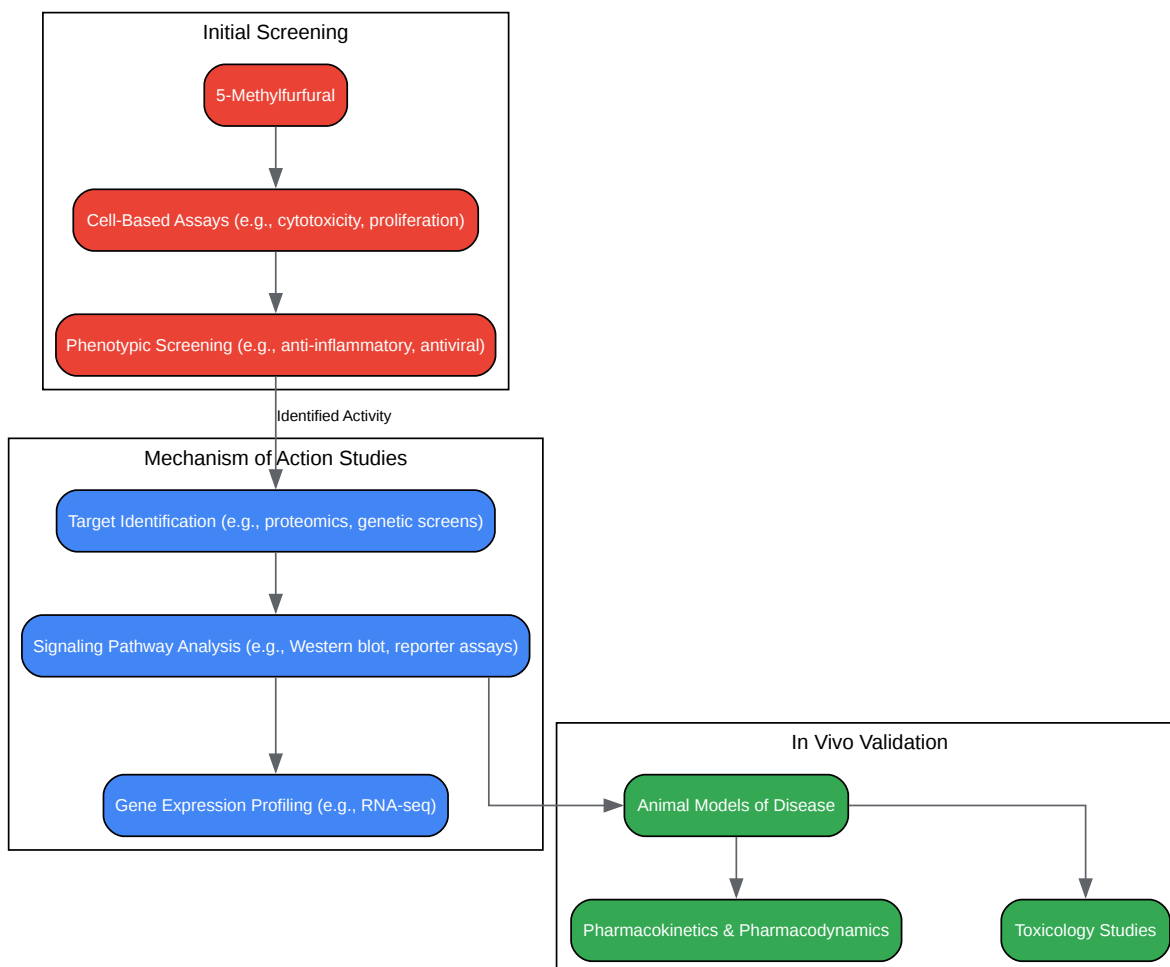 Initial Screening
5-Methylfurfural
Cell-Based Assays (e.g., cytotoxicity, proliferation)
Phenotypic Screening (e.g., anti-inflammatory, antiviral)
Identified Activity
Mechanism of Action Studies
Target Identification (e.g., proteomics, genetic screens)
Signaling Pathway Analysis (e.g., Western blot, reporter assays)
Gene Expression Profiling (e.g., RNA-seq)
In Vivo Validation
Animal Models of Disease
Pharmacokinetics & Pharmacodynamics
Toxicology Studies